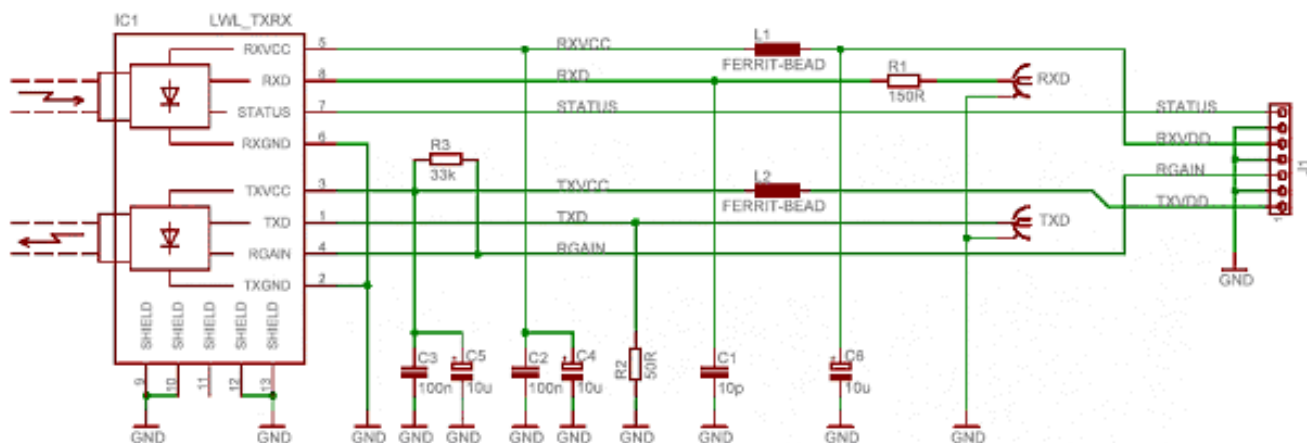 IC1 LWL_TXRX
RXVCC 5 RXVCC L1
FERRIT-BEAD
RXD 8 RXD R1 RXD
150R
STATUS 7 STATUS STATUS
RXGND 6 RXVDD
R3
33k
RGAIN
J1
TXVCC 3 TXVCC L2
FERRIT-BEAD
TXVDD
TXD 1 TXD TXD
RGAIN 4 RGAIN
TXGND 2
GND
SHIELD SHIELD SHIELD SHIELD SHIELD
9 10 11 12 13
C3 C5 C2 C4 R2 C1 C6
100n 10u 100n 10u 50R 10p 10u
GND GND GND GND GND GND GND GND GND GND GND GND